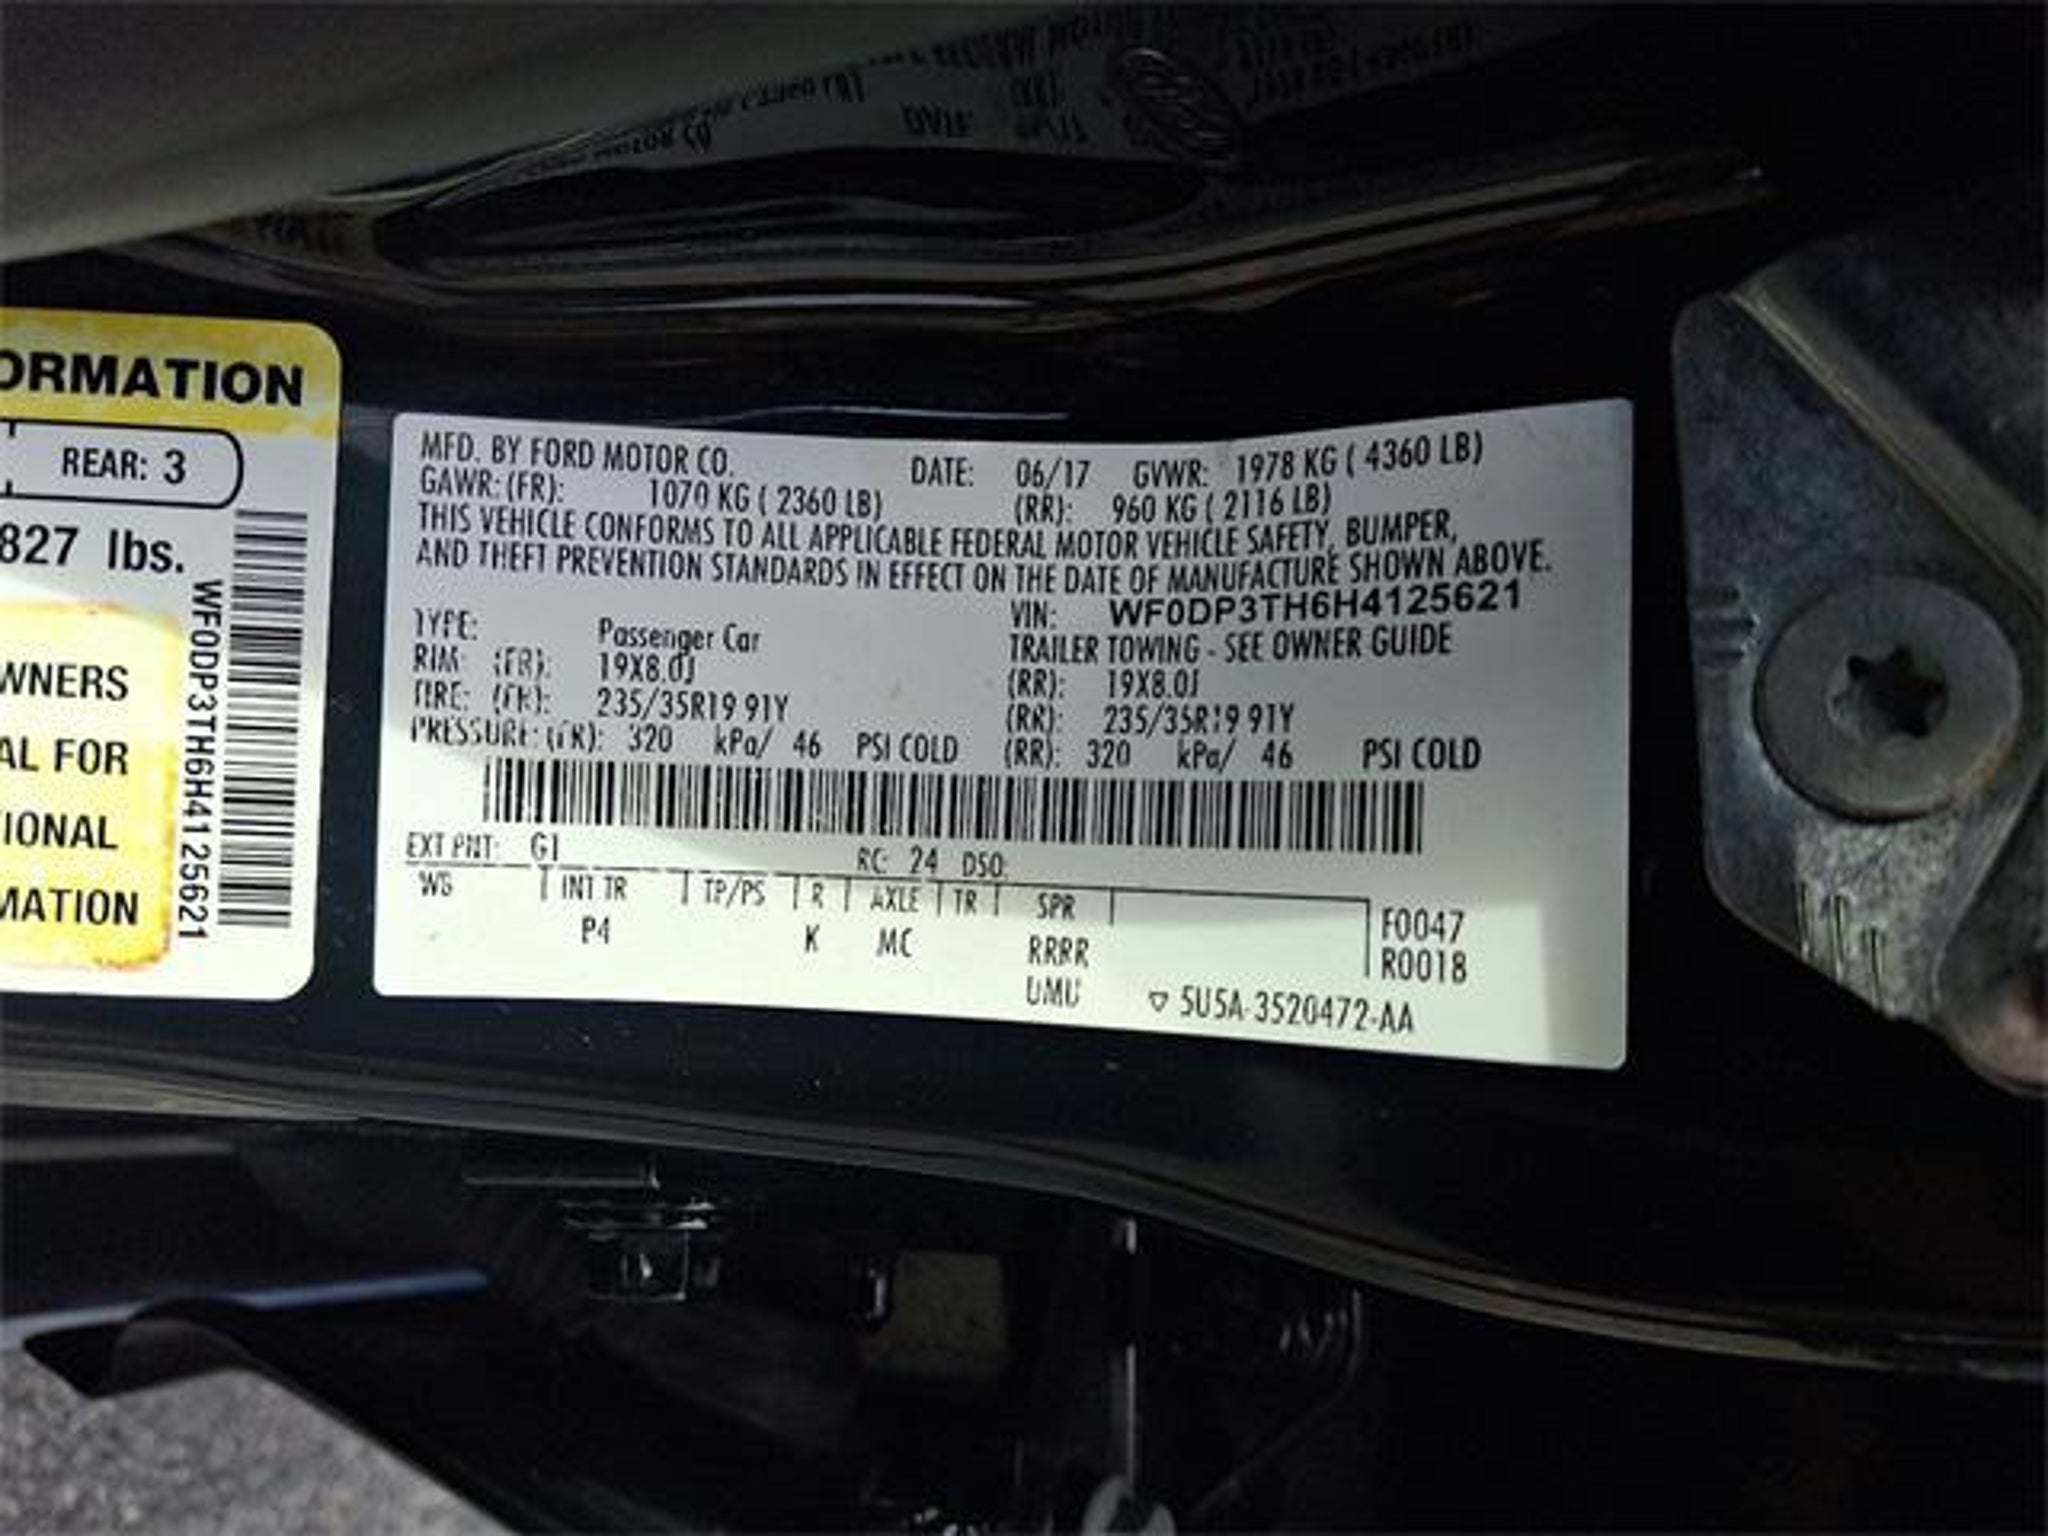 ORMATION
REAR: 3
827 lbs.
WNERS
AL FOR
TIONAL
MATION
WF0DP3TH6H4125621
MFD. BY FORD MOTOR CO. DATE: 06/17 GVWR: 1978 KG ( 4360 LB)
GAWR: (FR): 1070 KG ( 2360 LB) (RR): 960 KG ( 2116 LB)
THIS VEHICLE CONFORMS TO ALL APPLICABLE FEDERAL MOTOR VEHICLE SAFETY, BUMPER,
AND THEFT PREVENTION STANDARDS IN EFFECT ON THE DATE OF MANUFACTURE SHOWN ABOVE.
VIN: WF0DP3TH6H4125621
TYPE: Passenger Car TRAILER TOWING - SEE OWNER GUIDE
RIM: (FR): 19X8.0J (RR): 19X8.0J
TIRE: (FR): 235/35R19 91Y (RR): 235/35R19 91Y
PRESSURE: (FR): 320 kPa/ 46 PSI COLD (RR): 320 kPa/ 46 PSI COLD
EXT PNT: G1 RC: 24 DSO:
WB INT TR TP/PS R AXLE TR SPR F0047
P4 K MC RRRR R0018
UMU ▽ 5U5A-3520472-AA